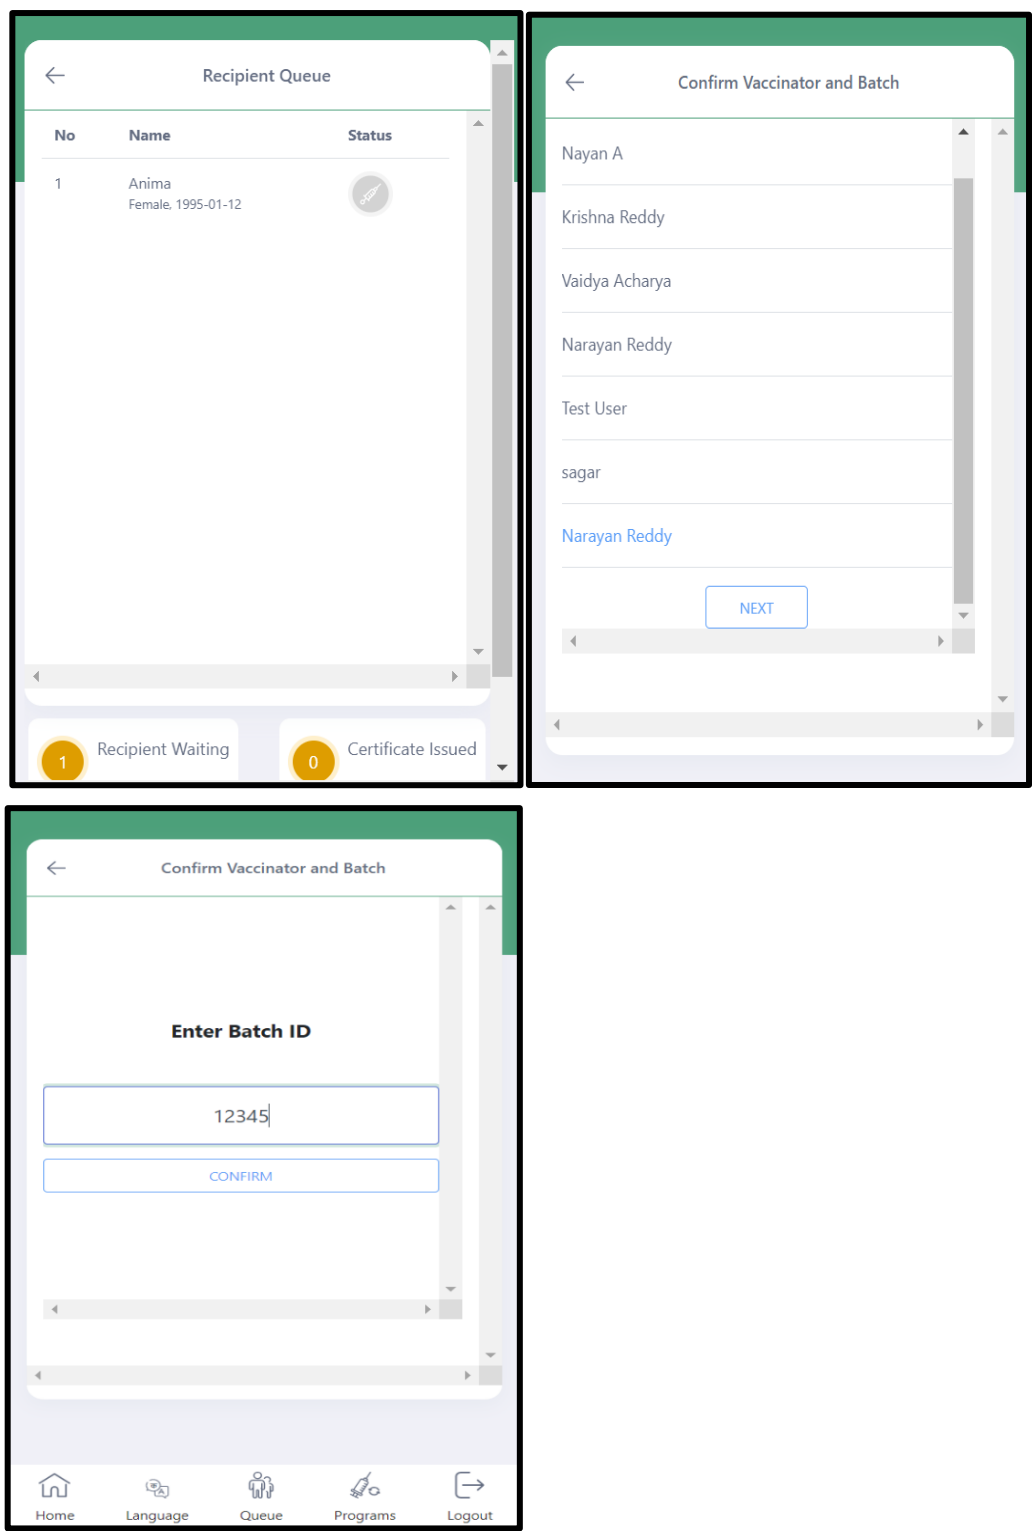 Recipient Queue
No Name Status
1 Anima
Female, 1995-01-12
1 Recipient Waiting
0 Certificate Issued
Confirm Vaccinator and Batch
Nayan A
Krishna Reddy
Vaidya Acharya
Narayan Reddy
Test User
sagar
Narayan Reddy
NEXT
Confirm Vaccinator and Batch
Enter Batch ID
12345
CONFIRM
Home Language Queue Programs Logout